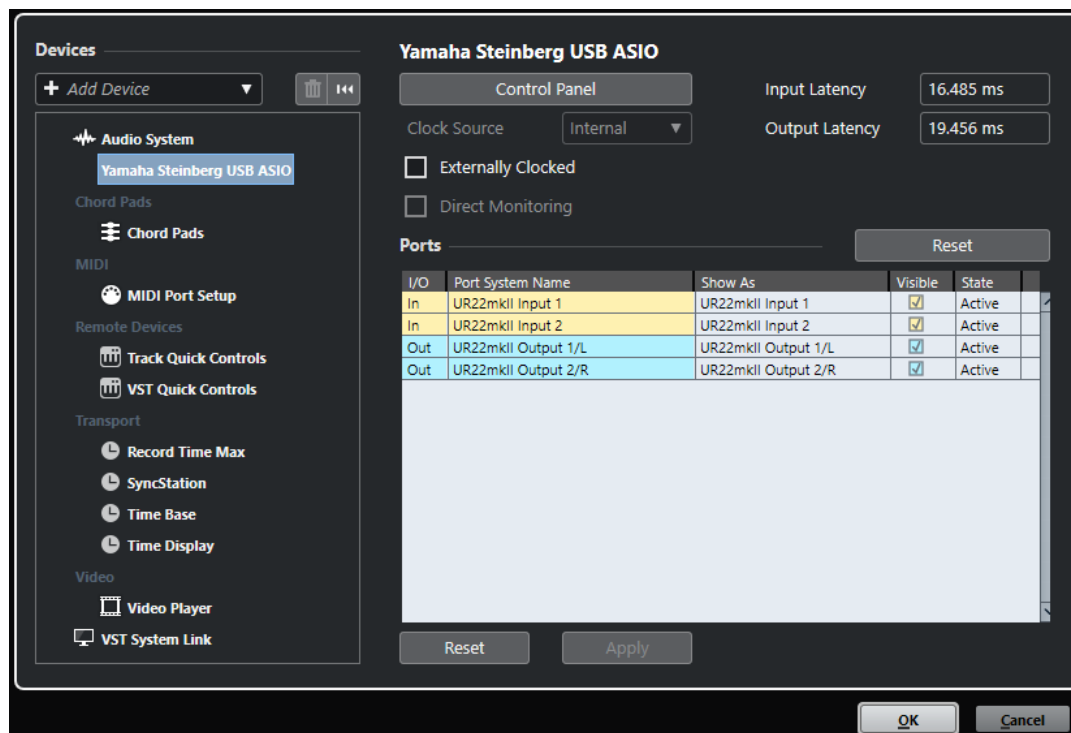 Devices
Add Device
Audio System
Yamaha Steinberg USB ASIO
Chord Pads
Chord Pads
MIDI
MIDI Port Setup
Remote Devices
Track Quick Controls
VST Quick Controls
Transport
Record Time Max
SyncStation
Time Base
Time Display
Video
Video Player
VST System Link
Yamaha Steinberg USB ASIO
Control Panel
Input Latency 16.485 ms
Clock Source Internal
Output Latency 19.456 ms
Externally Clocked
Direct Monitoring
Ports
Reset
I/O Port System Name Show As Visible State
In UR22mkII Input 1 UR22mkII Input 1 Active
In UR22mkII Input 2 UR22mkII Input 2 Active
Out UR22mkII Output 1/L UR22mkII Output 1/L Active
Out UR22mkII Output 2/R UR22mkII Output 2/R Active
Reset Apply
OK Cancel